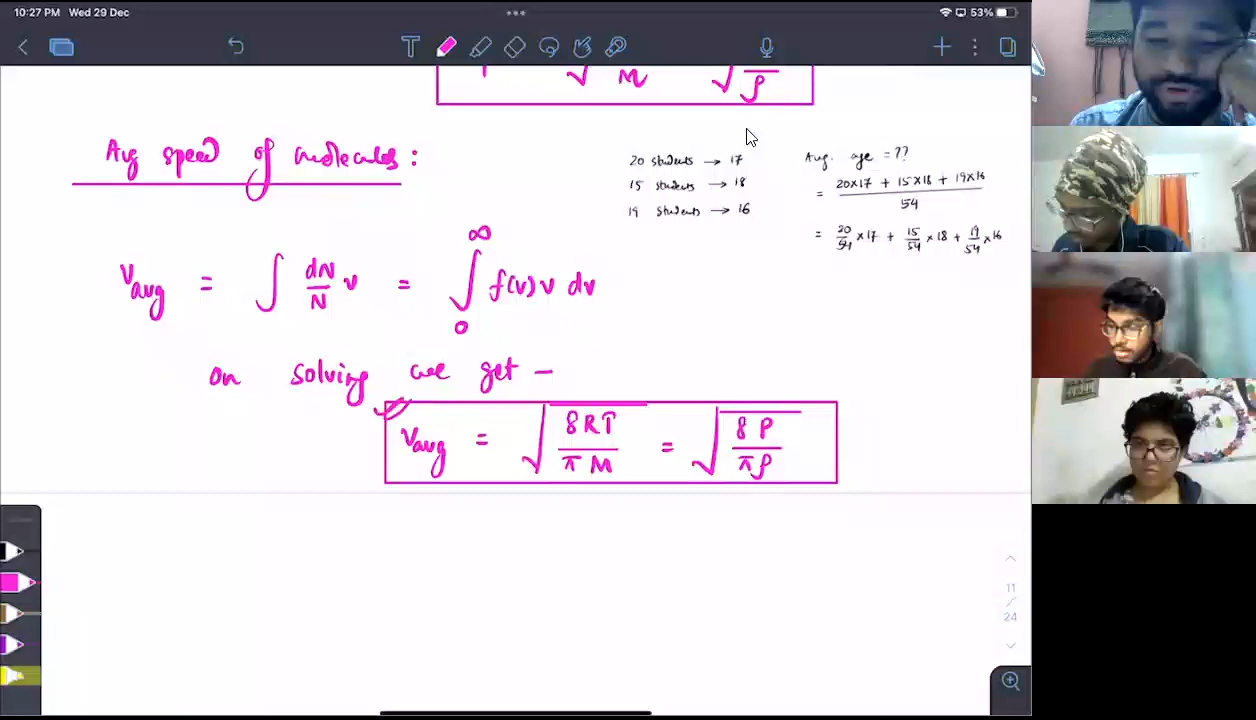 10:27 PM Wed 29 Dec
53%
T
M
ρ
Avg speed of molecules :
20 students → 17
15 students → 18
19 students → 16
Avg. age = ??
= 20×17 + 15×18 + 19×16 / 54
= 20/54 ×17 + 15/54 ×18 + 19/54 ×16
v avg = ∫ dN/N v = ∫ 0 ∞ f(v) v dv
on solving we get –
v avg = √ 8RT/πM = √ 8P/πρ
11
24